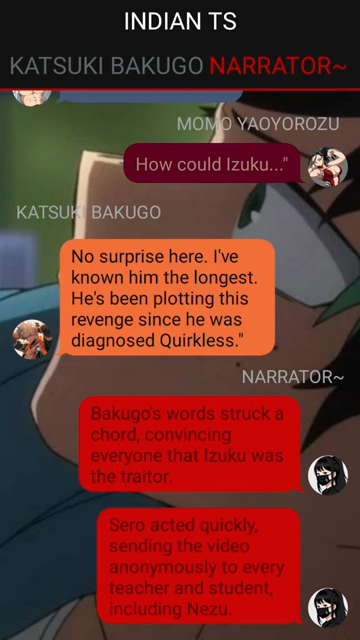 INDIAN TS
KATSUKI BAKUGO NARRATOR~
MOMO YAOYOROZU
How could Izuku..."
KATSUKI BAKUGO
No surprise here. I've
known him the longest.
He's been plotting this
revenge since he was
diagnosed Quirkless."
NARRATOR~
Bakugo's words struck a
chord, convincing
everyone that Izuku was
the traitor.
Sero acted quickly,
sending the video
anonymously to every
teacher and student,
including Nezu.